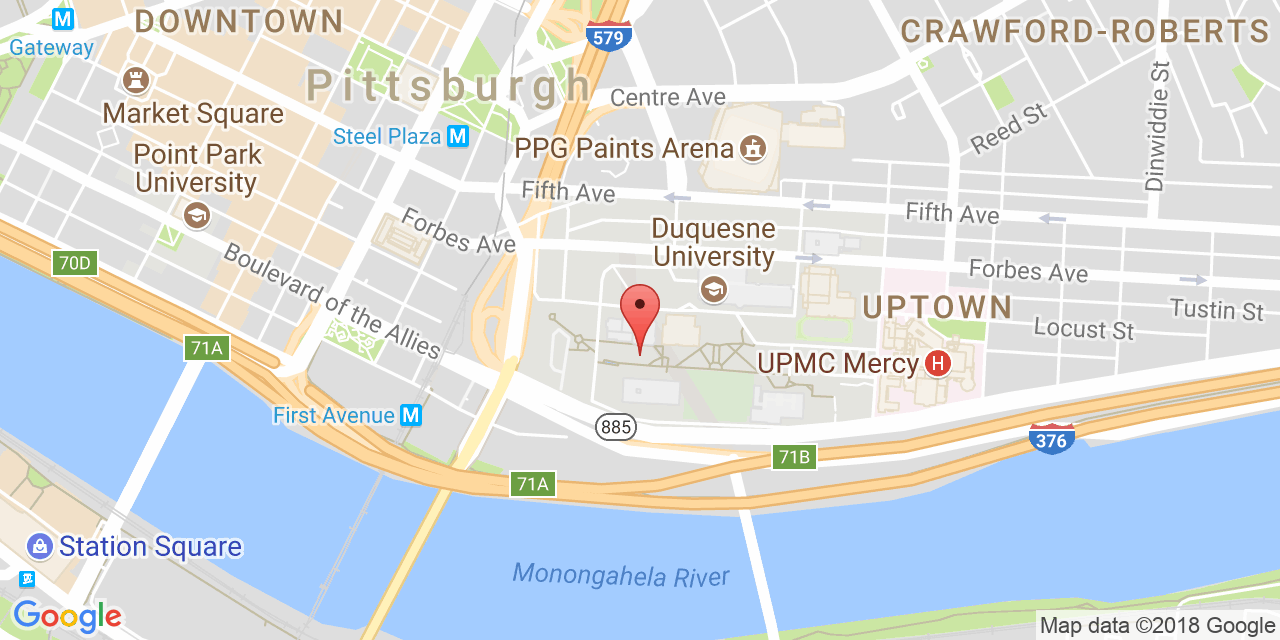 DOWNTOWN
M
Gateway
579
CRAWFORD-ROBERTS
Pittsburgh
Centre Ave
Market Square
Steel Plaza M
PPG Paints Arena
Reed St
Dinwiddie St
Point Park
University
Fifth Ave
Fifth Ave
Forbes Ave
Duquesne
University
70D
Boulevard of the Allies
Forbes Ave
UPTOWN
Tustin St
Locust St
71A
UPMC Mercy H
First Avenue M
885
376
71B
71A
Station Square
Monongahela River
Google
Map data ©2018 Google